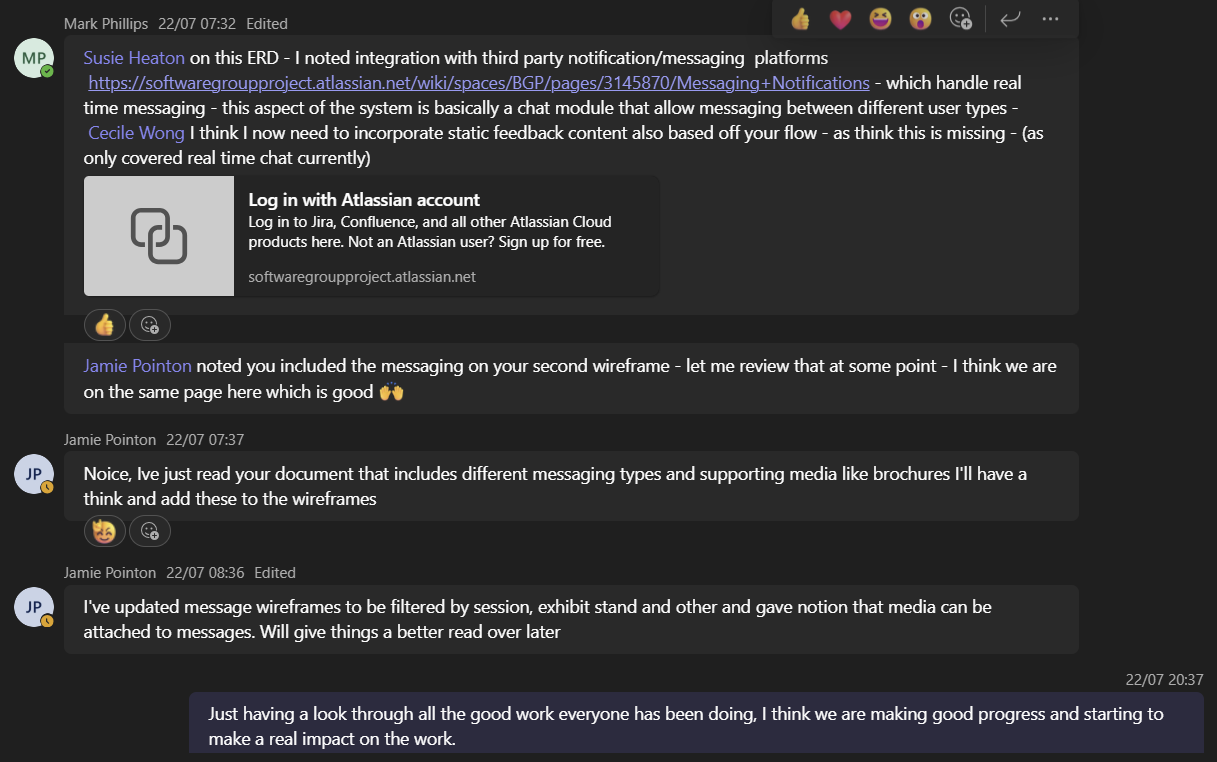 Mark Phillips 22/07 07:32 Edited
MP
Susie Heaton on this ERD - I noted integration with third party notification/messaging platforms
https://softwaregroupproject.atlassian.net/wiki/spaces/BGP/pages/3145870/Messaging+Notifications - which handle real
time messaging - this aspect of the system is basically a chat module that allow messaging between different user types -
Cecile Wong I think I now need to incorporate static feedback content also based off your flow - as think this is missing - (as
only covered real time chat currently)
Log in with Atlassian account
Log in to Jira, Confluence, and all other Atlassian Cloud
products here. Not an Atlassian user? Sign up for free.
softwaregroupproject.atlassian.net
Jamie Pointon noted you included the messaging on your second wireframe - let me review that at some point - I think we are
on the same page here which is good 🙌
Jamie Pointon 22/07 07:37
JP
Noice, Ive just read your document that includes different messaging types and supporting media like brochures I'll have a
think and add these to the wireframes
Jamie Pointon 22/07 08:36 Edited
JP
I've updated message wireframes to be filtered by session, exhibit stand and other and gave notion that media can be
attached to messages. Will give things a better read over later
22/07 20:37
Just having a look through all the good work everyone has been doing, I think we are making good progress and starting to
make a real impact on the work.